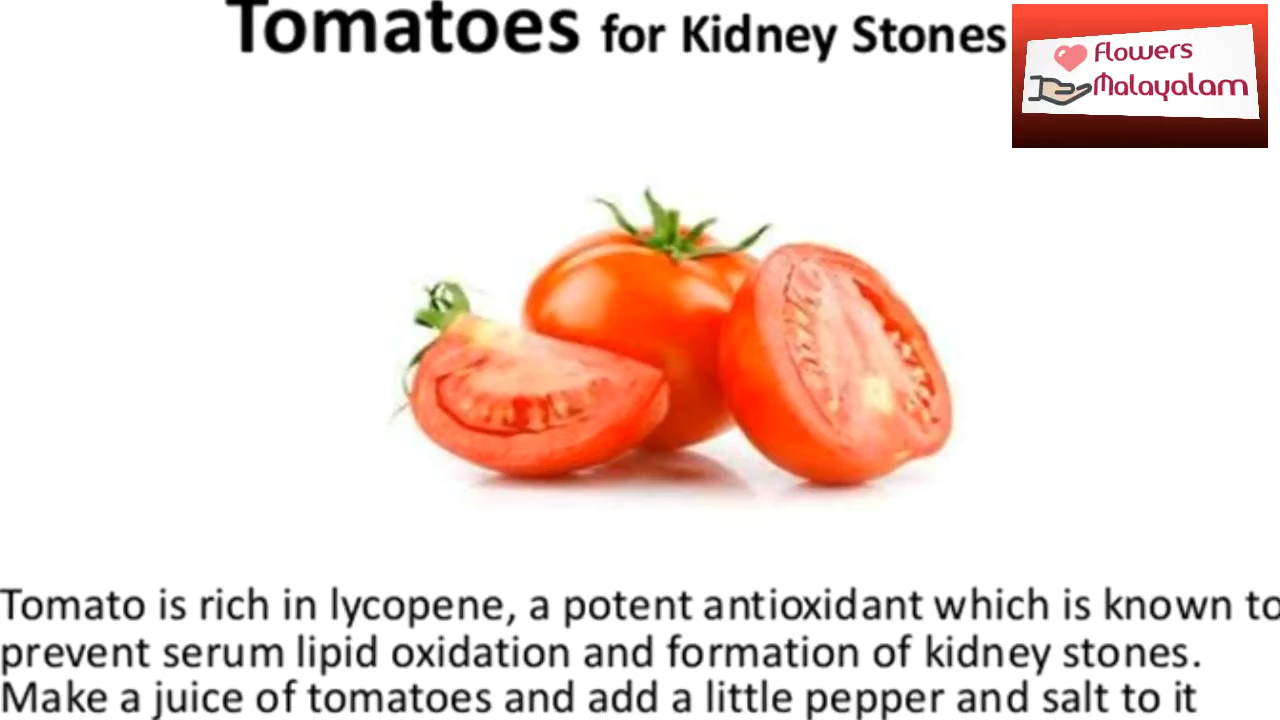 Tomatoes for Kidney Stones
Flowers
Malayalam
Tomato is rich in lycopene, a potent antioxidant which is known to
prevent serum lipid oxidation and formation of kidney stones.
Make a juice of tomatoes and add a little pepper and salt to it